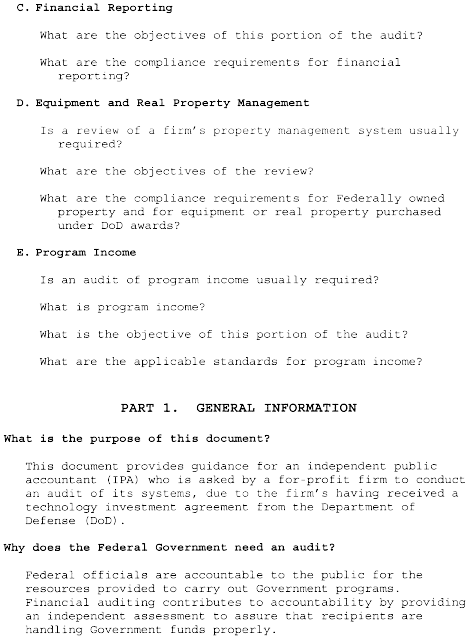 C. Financial Reporting
What are the objectives of this portion of the audit?
What are the compliance requirements for financial
reporting?
D. Equipment and Real Property Management
Is a review of a firm's property management system usually
required?
What are the objectives of the review?
What are the compliance requirements for Federally owned
property and for equipment or real property purchased
under DoD awards?
E. Program Income
Is an audit of program income usually required?
What is program income?
What is the objective of this portion of the audit?
What are the applicable standards for program income?
PART 1. GENERAL INFORMATION
What is the purpose of this document?
This document provides guidance for an independent public
accountant (IPA) who is asked by a for-profit firm to conduct
an audit of its systems, due to the firm's having received a
technology investment agreement from the Department of
Defense (DoD).
Why does the Federal Government need an audit?
Federal officials are accountable to the public for the
resources provided to carry out Government programs.
Financial auditing contributes to accountability by providing
an independent assessment to assure that recipients are
handling Government funds properly.